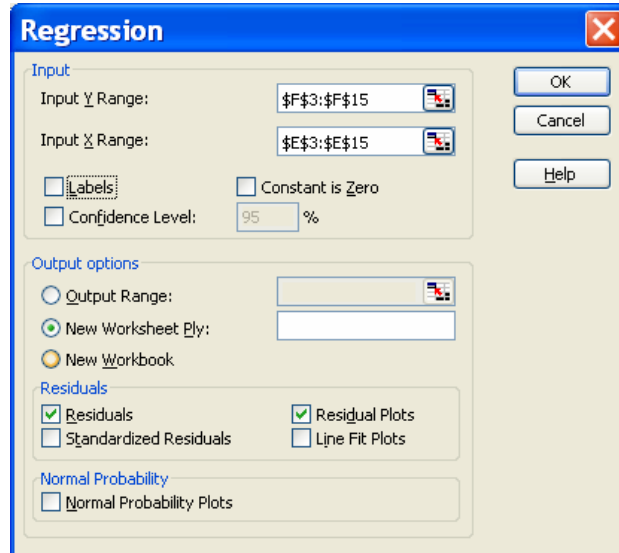 Regression
Input
Input Y Range: $F$3:$F$15
Input X Range: $E$3:$E$15
Labels Constant is Zero
Confidence Level: 95 %
OK
Cancel
Help
Output options
Output Range:
New Worksheet Ply:
New Workbook
Residuals
Residuals Residual Plots
Standardized Residuals Line Fit Plots
Normal Probability
Normal Probability Plots